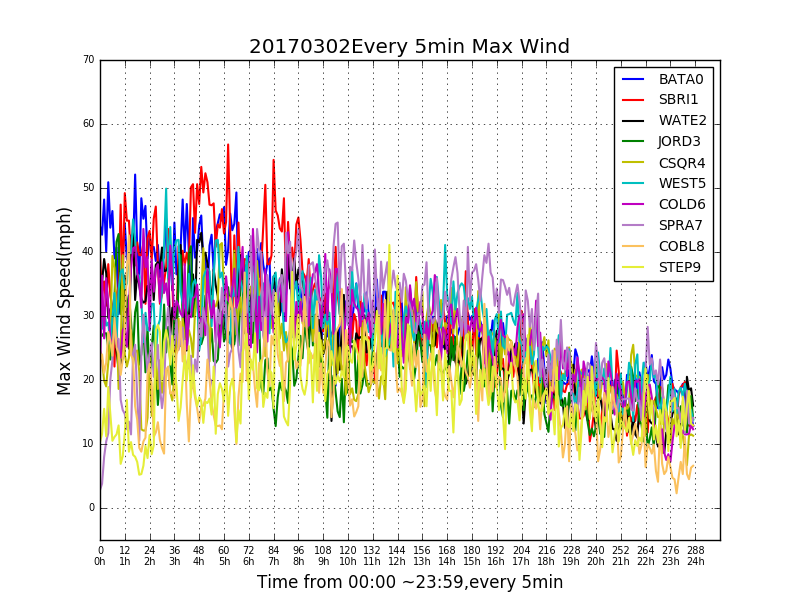 20170302Every 5min Max Wind
70
60
50
40
30
20
10
0
Max Wind Speed(mph)
BATA0
SBRI1
WATE2
JORD3
CSQR4
WEST5
COLD6
SPRA7
COBL8
STEP9
0 12 24 36 48 60 72 84 96 108 120 132 144 156 168 180 192 204 216 228 240 252 264 276 288
0h 1h 2h 3h 4h 5h 6h 7h 8h 9h 10h 11h 12h 13h 14h 15h 16h 17h 18h 19h 20h 21h 22h 23h 24h
Time from 00:00 ~23:59,every 5min